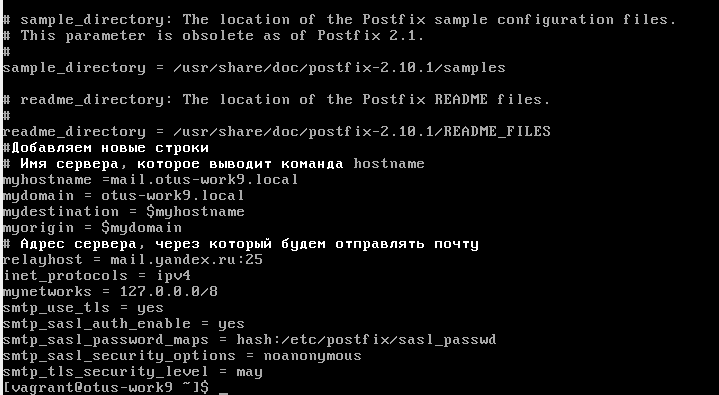 # sample_directory: The location of the Postfix sample configuration files.
# This parameter is obsolete as of Postfix 2.1.
#
sample_directory = /usr/share/doc/postfix-2.10.1/samples

# readme_directory: The location of the Postfix README files.
#
readme_directory = /usr/share/doc/postfix-2.10.1/README_FILES
#Добавляем новые строки
# Имя сервера, которое выводит команда hostname
myhostname =mail.otus-work9.local
mydomain = otus-work9.local
mydestination = $myhostname
myorigin = $mydomain
# Адрес сервера, через который будем отправлять почту
relayhost = mail.yandex.ru:25
inet_protocols = ipv4
mynetworks = 127.0.0.0/8
smtp_use_tls = yes
smtp_sasl_auth_enable = yes
smtp_sasl_password_maps = hash:/etc/postfix/sasl_passwd
smtp_sasl_security_options = noanonymous
smtp_tls_security_level = may
[vagrant@otus-work9 ~]$ _